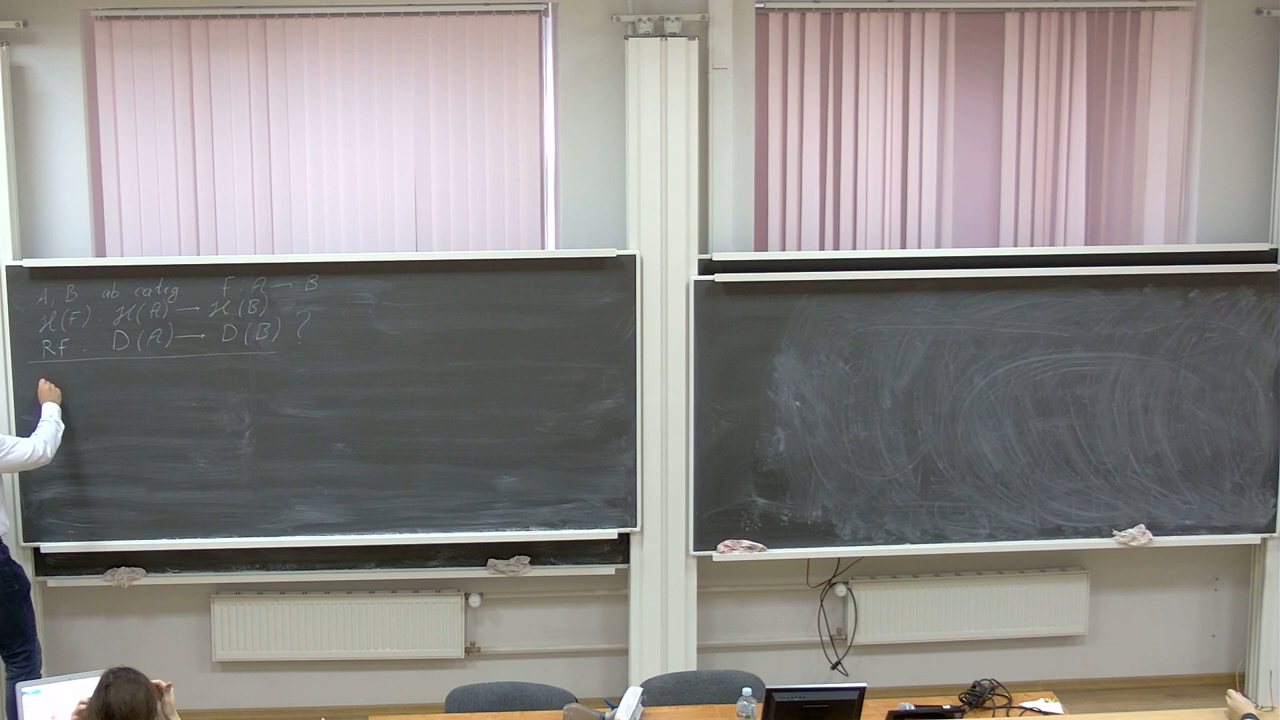 A, B ab categ F: A → B
ℋ(F): ℋ(A) → ℋ(B)
RF: D(A) → D(B) ?